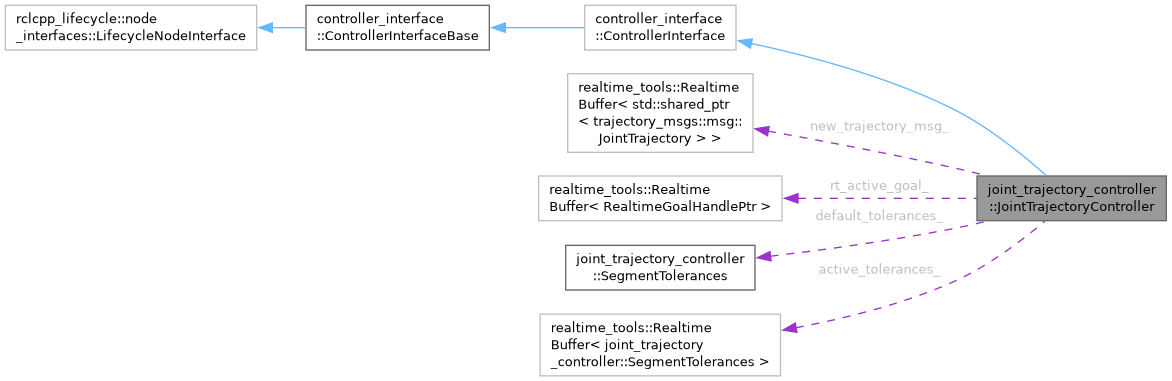 rclcpp_lifecycle::node
_interfaces::LifecycleNodeInterface
controller_interface
::ControllerInterfaceBase
controller_interface
::ControllerInterface
realtime_tools::Realtime
Buffer< std::shared_ptr
< trajectory_msgs::msg::
JointTrajectory > >
new_trajectory_msg_
realtime_tools::Realtime
Buffer< RealtimeGoalHandlePtr >
rt_active_goal_
joint_trajectory_controller
::JointTrajectoryController
default_tolerances_
joint_trajectory_controller
::SegmentTolerances
active_tolerances_
realtime_tools::Realtime
Buffer< joint_trajectory
_controller::SegmentTolerances >